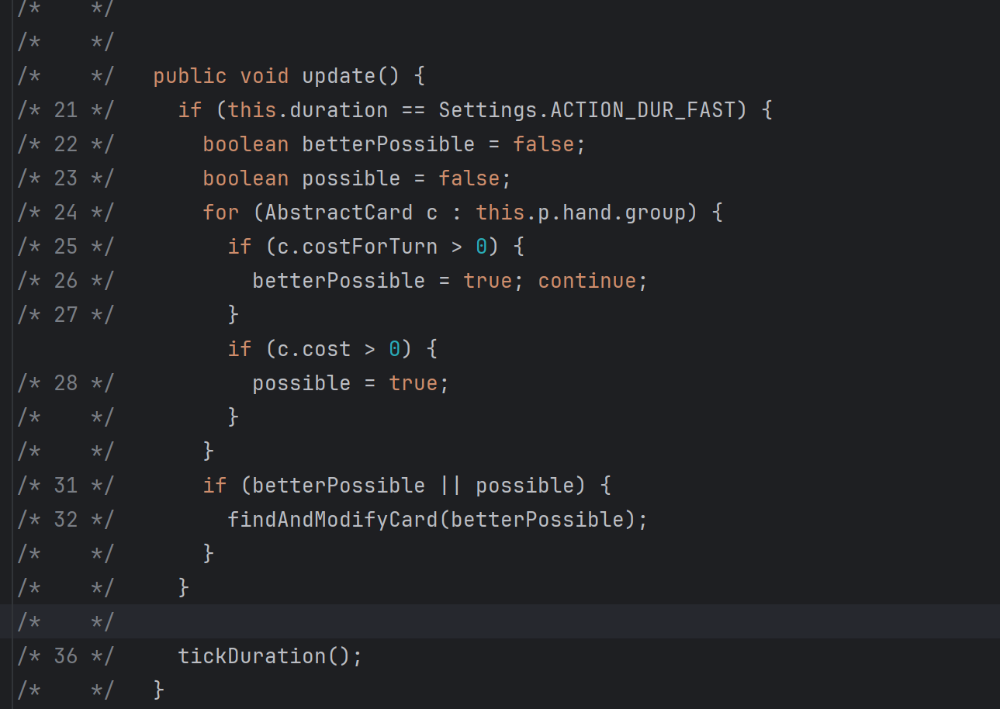 /*    */
/*    */
/*    */   public void update() {
/* 21 */     if (this.duration == Settings.ACTION_DUR_FAST) {
/* 22 */       boolean betterPossible = false;
/* 23 */       boolean possible = false;
/* 24 */       for (AbstractCard c : this.p.hand.group) {
/* 25 */         if (c.costForTurn > 0) {
/* 26 */           betterPossible = true; continue;
/* 27 */         }
                 if (c.cost > 0) {
/* 28 */           possible = true;
/*    */         }
/*    */       }
/* 31 */       if (betterPossible || possible) {
/* 32 */         findAndModifyCard(betterPossible);
/*    */       }
/*    */     }
/*    */
/* 36 */     tickDuration();
/*    */   }